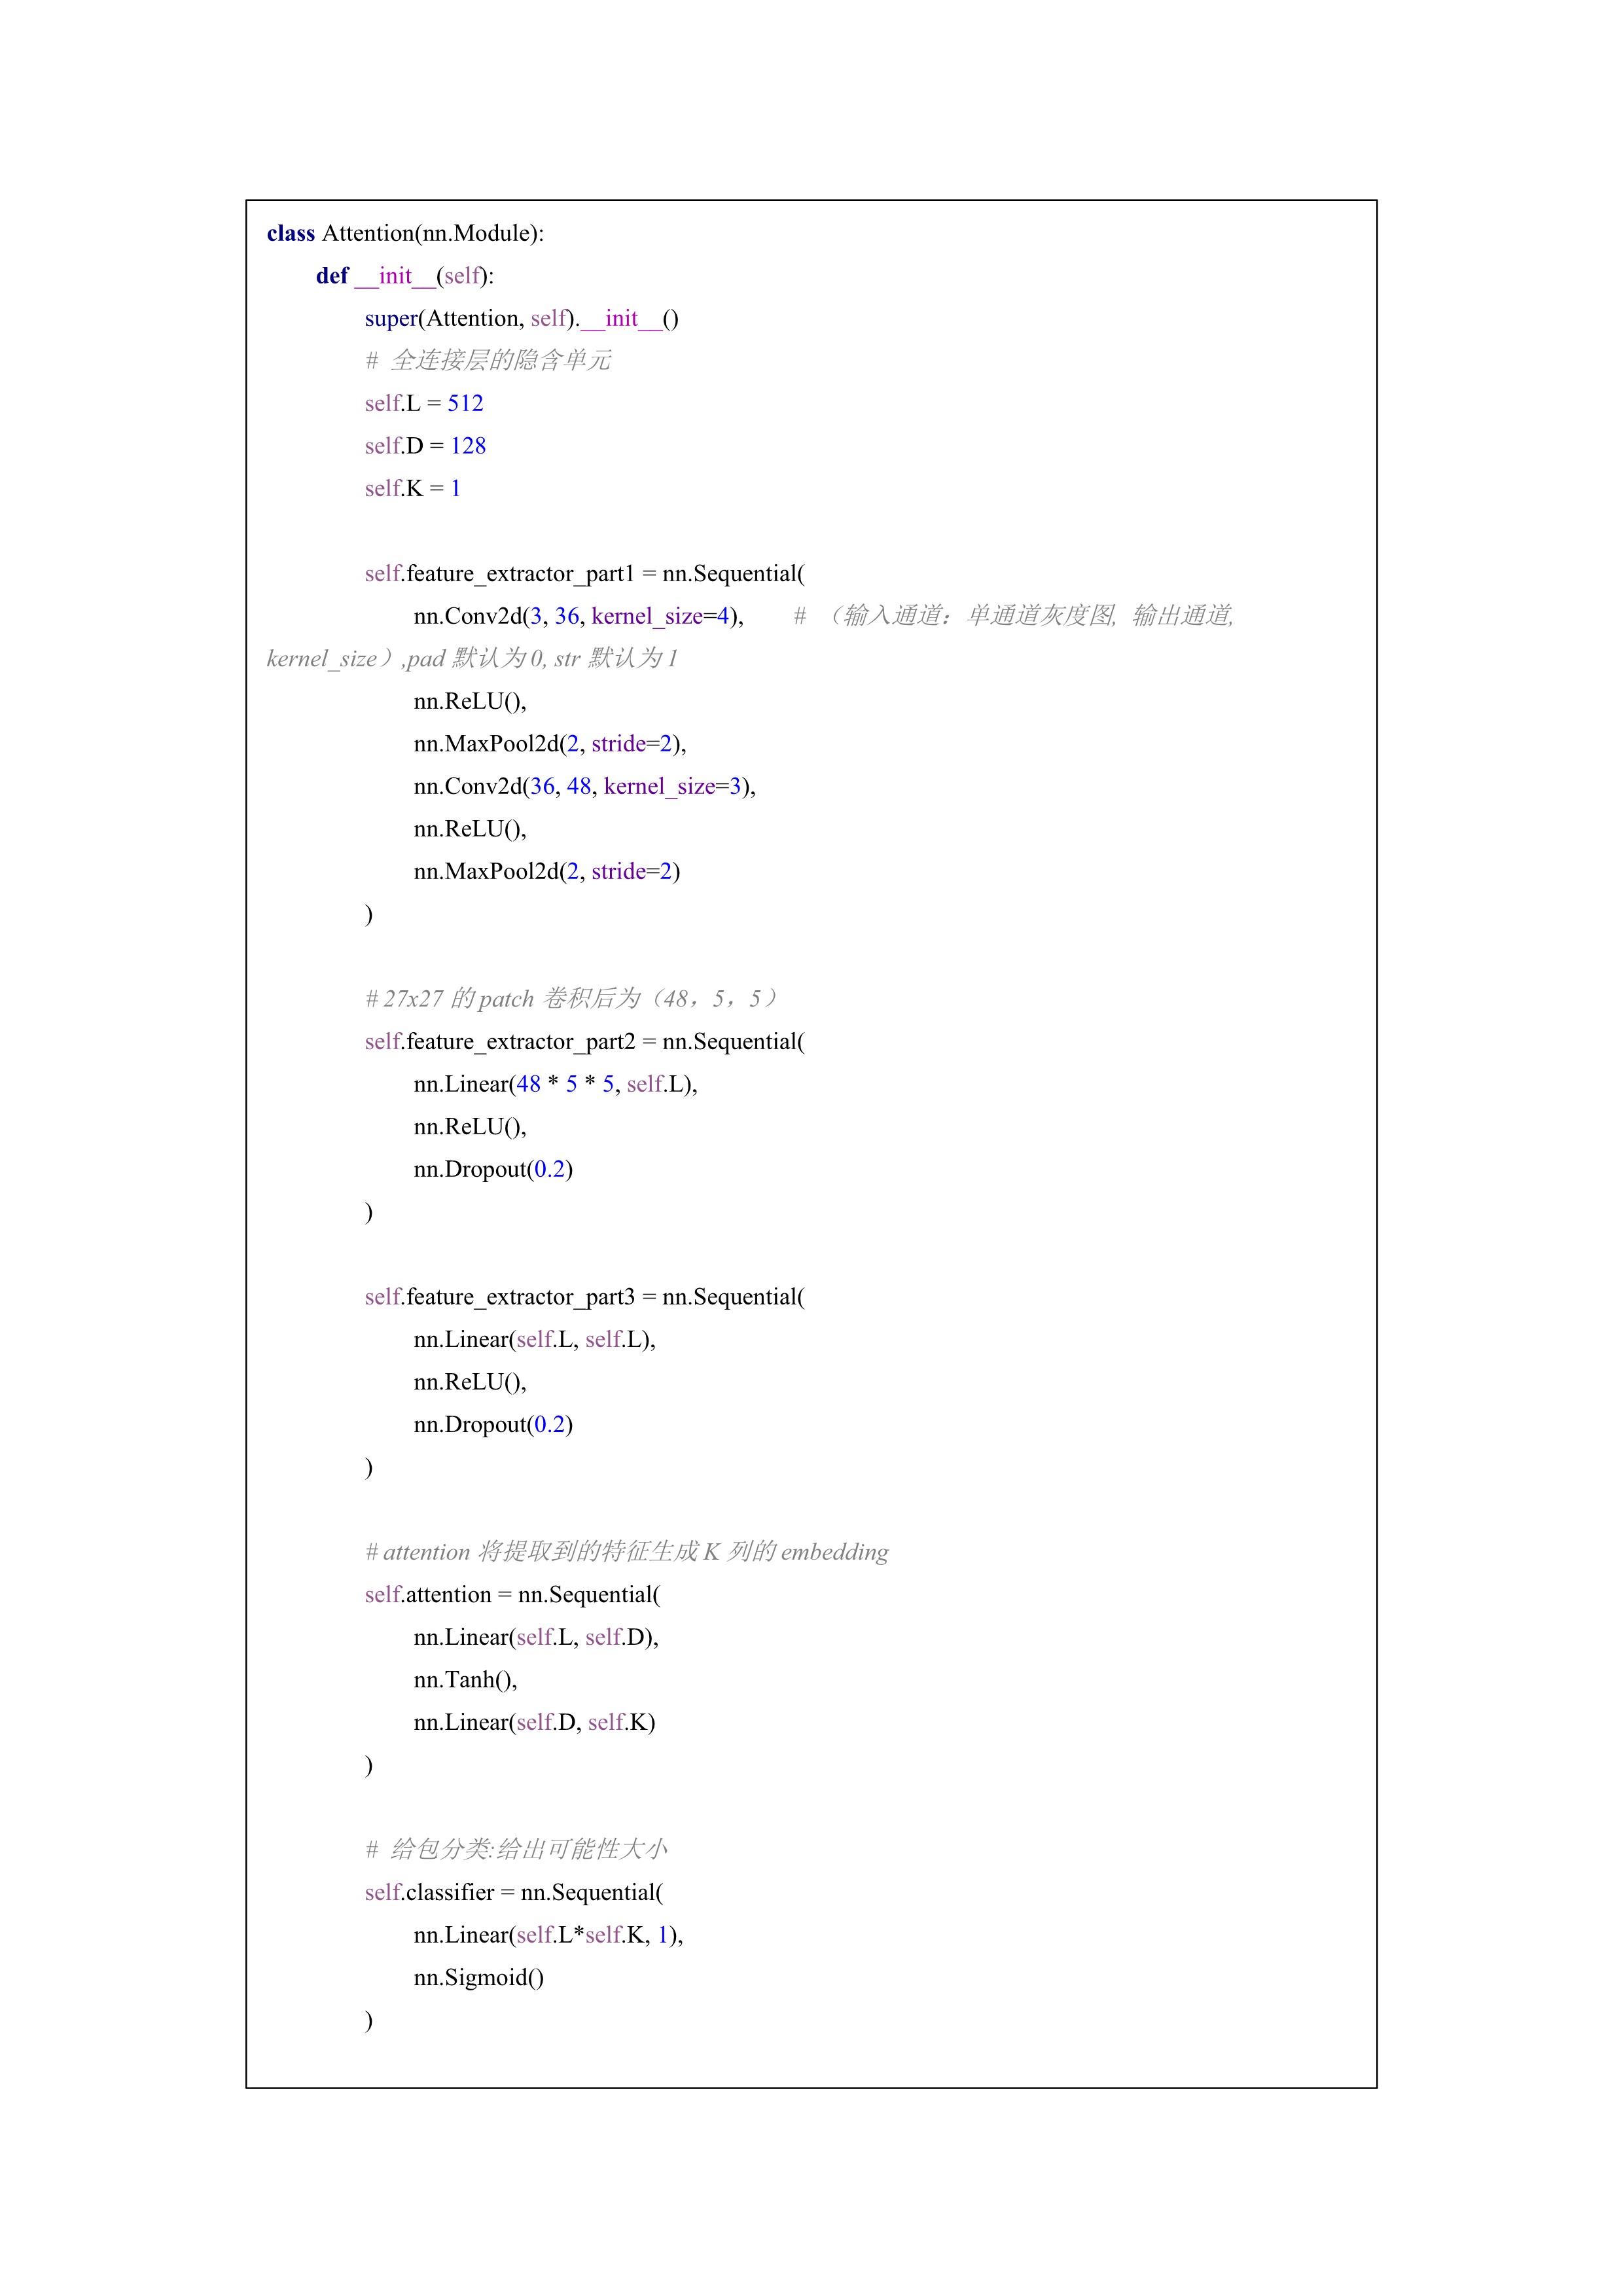 class Attention(nn.Module):
def __init__(self):
super(Attention, self).__init__()
# 全连接层的隐含单元
self.L = 512
self.D = 128
self.K = 1
self.feature_extractor_part1 = nn.Sequential(
nn.Conv2d(3, 36, kernel_size=4), # （输入通道：单通道灰度图, 输出通道,
kernel_size）,pad 默认为 0, str 默认为 1
nn.ReLU(),
nn.MaxPool2d(2, stride=2),
nn.Conv2d(36, 48, kernel_size=3),
nn.ReLU(),
nn.MaxPool2d(2, stride=2)
)
# 27x27 的 patch 卷积后为（48，5，5）
self.feature_extractor_part2 = nn.Sequential(
nn.Linear(48 * 5 * 5, self.L),
nn.ReLU(),
nn.Dropout(0.2)
)
self.feature_extractor_part3 = nn.Sequential(
nn.Linear(self.L, self.L),
nn.ReLU(),
nn.Dropout(0.2)
)
# attention 将提取到的特征生成 K 列的 embedding
self.attention = nn.Sequential(
nn.Linear(self.L, self.D),
nn.Tanh(),
nn.Linear(self.D, self.K)
)
# 给包分类:给出可能性大小
self.classifier = nn.Sequential(
nn.Linear(self.L*self.K, 1),
nn.Sigmoid()
)